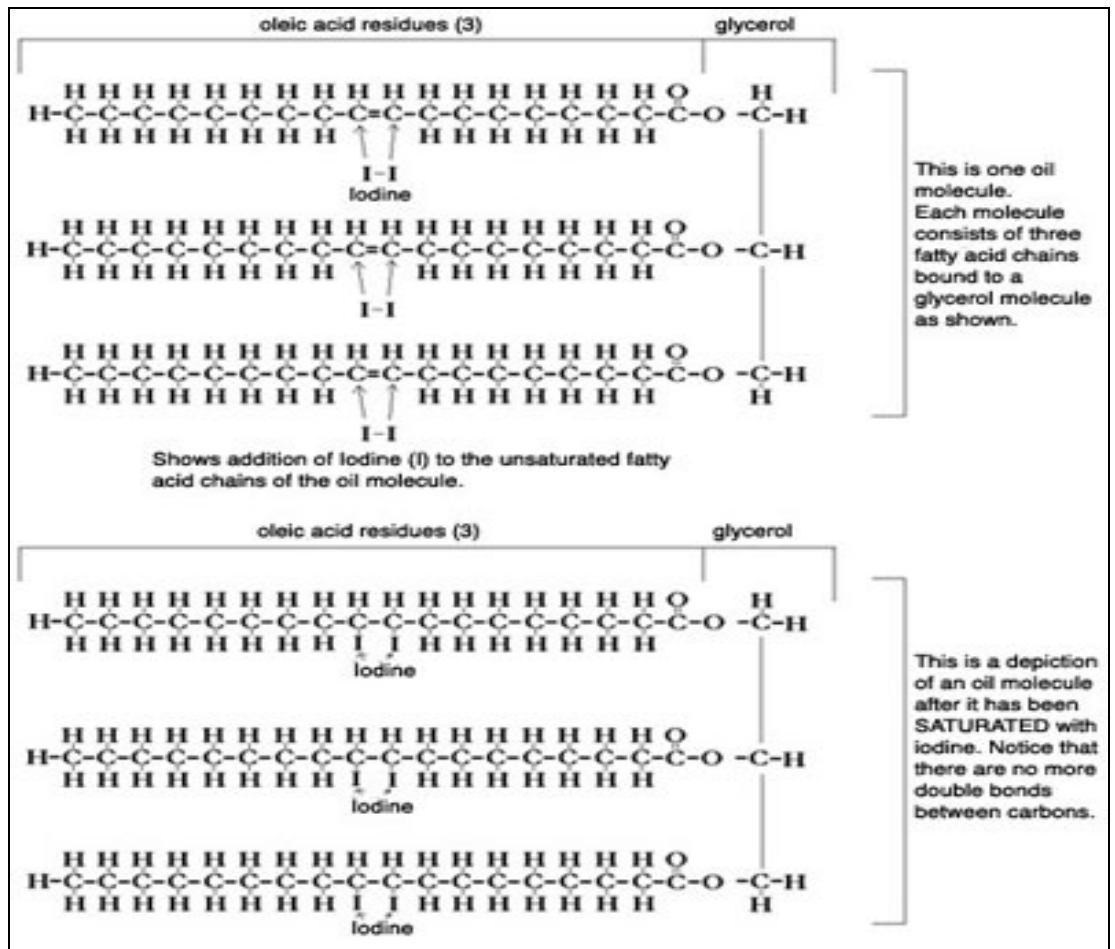 oleic acid residues (3) glycerol
H H H H H H H H H H H H H H H H H O H
H-C-C-C-C-C-C-C-C-C=C-C-C-C-C-C-C-C-C-O -C-H
H H H H H H H H H H H H H H H
I-I
Iodine
H H H H H H H H H H H H H H H H H O
H-C-C-C-C-C-C-C-C-C=C-C-C-C-C-C-C-C-C-O -C-H
H H H H H H H H H H H H H H H
I-I
H H H H H H H H H H H H H H H H H O
H-C-C-C-C-C-C-C-C-C=C-C-C-C-C-C-C-C-C-O -C-H
H H H H H H H H H H H H H H H H
I-I
Shows addition of Iodine (I) to the unsaturated fatty
acid chains of the oil molecule.
This is one oil
molecule.
Each molecule
consists of three
fatty acid chains
bound to a
glycerol molecule
as shown.
oleic acid residues (3) glycerol
H H H H H H H H H H H H H H H H H O H
H-C-C-C-C-C-C-C-C-C-C-C-C-C-C-C-C-C-C-O -C-H
H H H H H H H H I I H H H H H H H
Iodine
H H H H H H H H H H H H H H H H H O
H-C-C-C-C-C-C-C-C-C-C-C-C-C-C-C-C-C-C-O -C-H
H H H H H H H H I I H H H H H H H
Iodine
H H H H H H H H H H H H H H H H H O
H-C-C-C-C-C-C-C-C-C-C-C-C-C-C-C-C-C-C-O -C-H
H H H H H H H H I I H H H H H H H H
Iodine
This is a depiction
of an oil molecule
after it has been
SATURATED with
iodine. Notice that
there are no more
double bonds
between carbons.